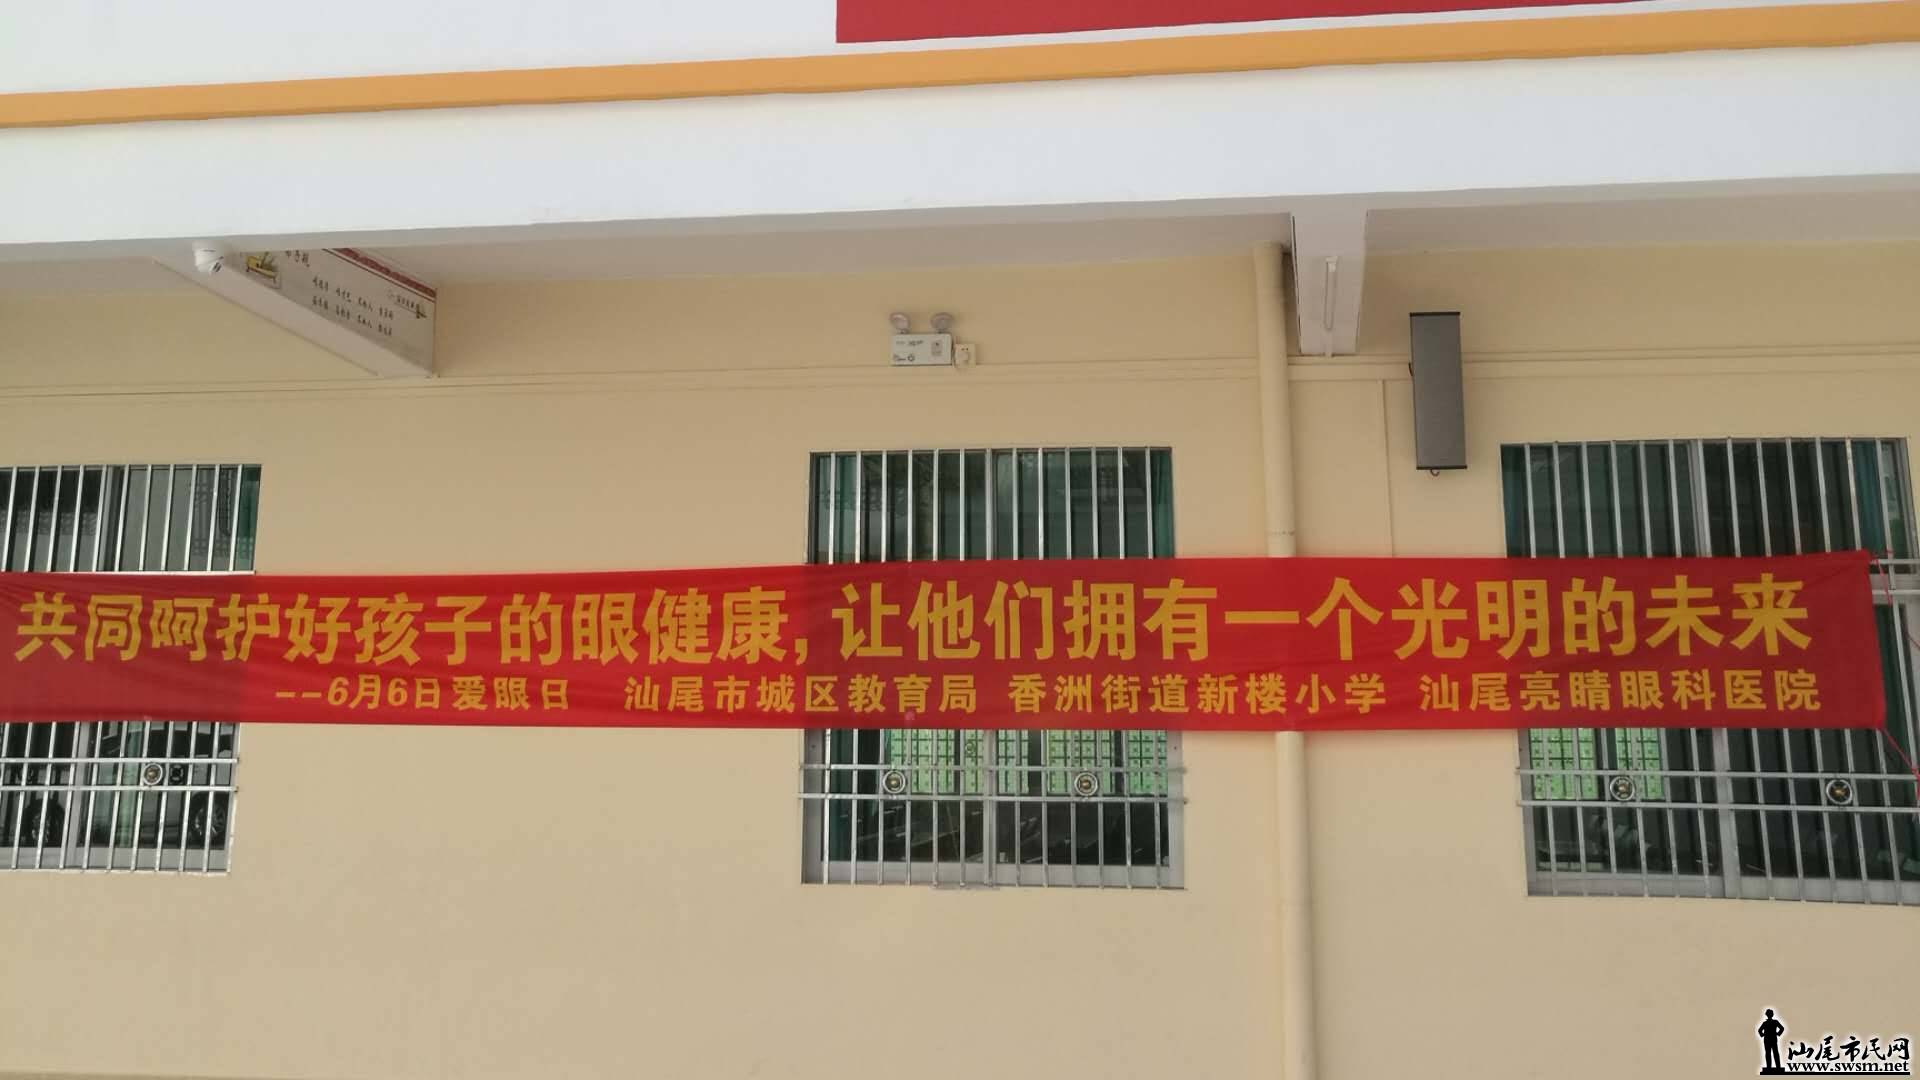 共同呵护好孩子的眼健康,让他们拥有一个光明的未来
--6月6日爱眼日 汕尾市城区教育局 香洲街道新楼小学 汕尾亮睛眼科医院
汕尾市民网
www.swsm.net